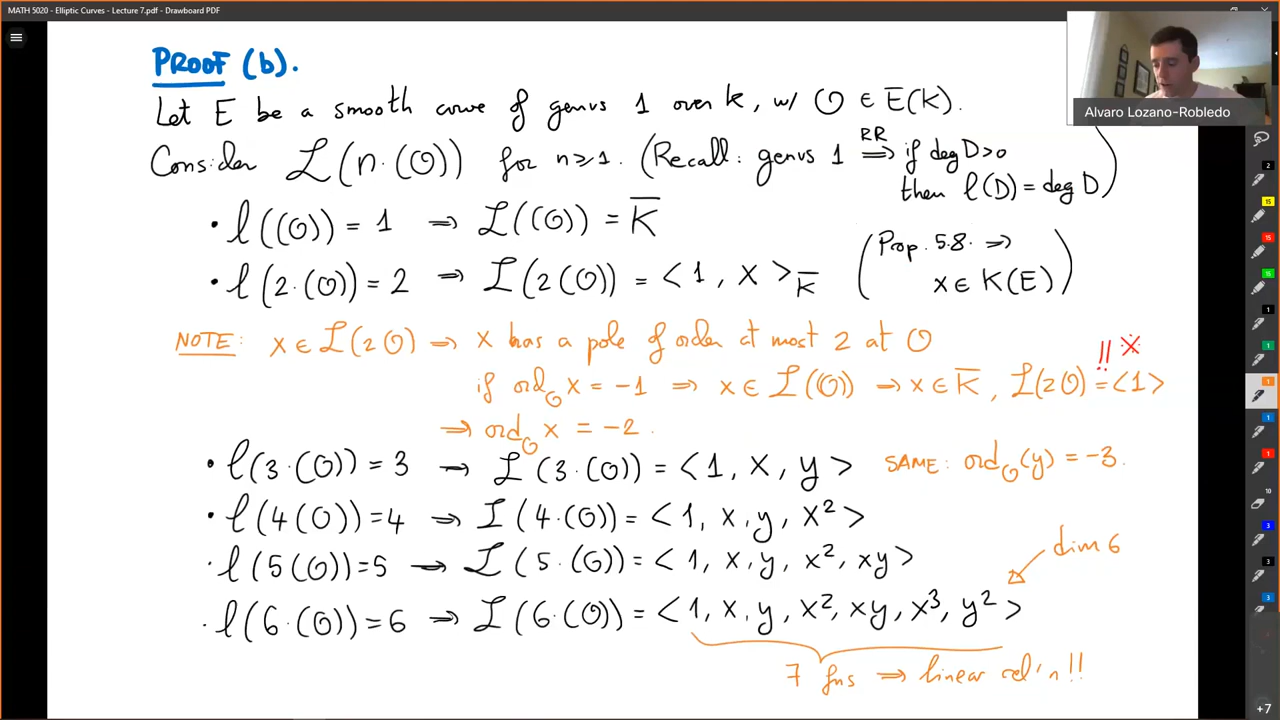 MATH 5020 - Elliptic Curves - Lecture 7.pdf - Drawboard PDF
Alvaro Lozano-Robledo
PROOF (b).
Let E be a smooth curve of genus 1 over K, w/ O ∈ E(K).
Consider ℒ(n·(O)) for n≥1. (Recall: genus 1 ⟹^{RR} if deg D>0
then l(D) = deg D)
• l((O)) = 1 ⟹ ℒ((O)) = K̅
(Prop. 5.8. ⟹
• l(2·(O)) = 2 ⟹ ℒ(2(O)) = <1, x>_K̅
x ∈ K(E))
NOTE: x ∈ ℒ(2O) ⟹ x has a pole of order at most 2 at O
if ord_O x = -1 ⟹ x ∈ ℒ((O)) ⟹ x ∈ K̅, ℒ(2O) = <1> !! ※
⟹ ord_O x = -2.
• l(3·(O)) = 3 ⟹ ℒ(3·(O)) = <1, x, y> SAME: ord_O(y) = -3.
• l(4(O)) = 4 ⟹ ℒ(4·(O)) = <1, x, y, x²>
• l(5(O)) = 5 ⟹ ℒ(5·(O)) = <1, x, y, x², xy>
dim 6
• l(6·(O)) = 6 ⟹ ℒ(6·(O)) = <1, x, y, x², xy, x³, y²>
7 fns ⟹ linear rel'n!!
+7